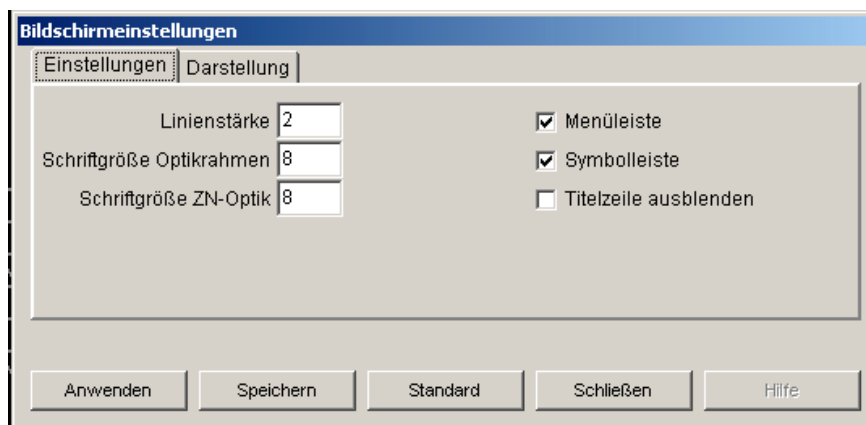 Bildschirmeinstellungen
Einstellungen Darstellung
Linienstärke 2 Menüleiste
Schriftgröße Optikrahmen 8 Symbolleiste
Schriftgröße ZN-Optik 8 Titelzeile ausblenden
Anwenden Speichern Standard Schließen Hilfe